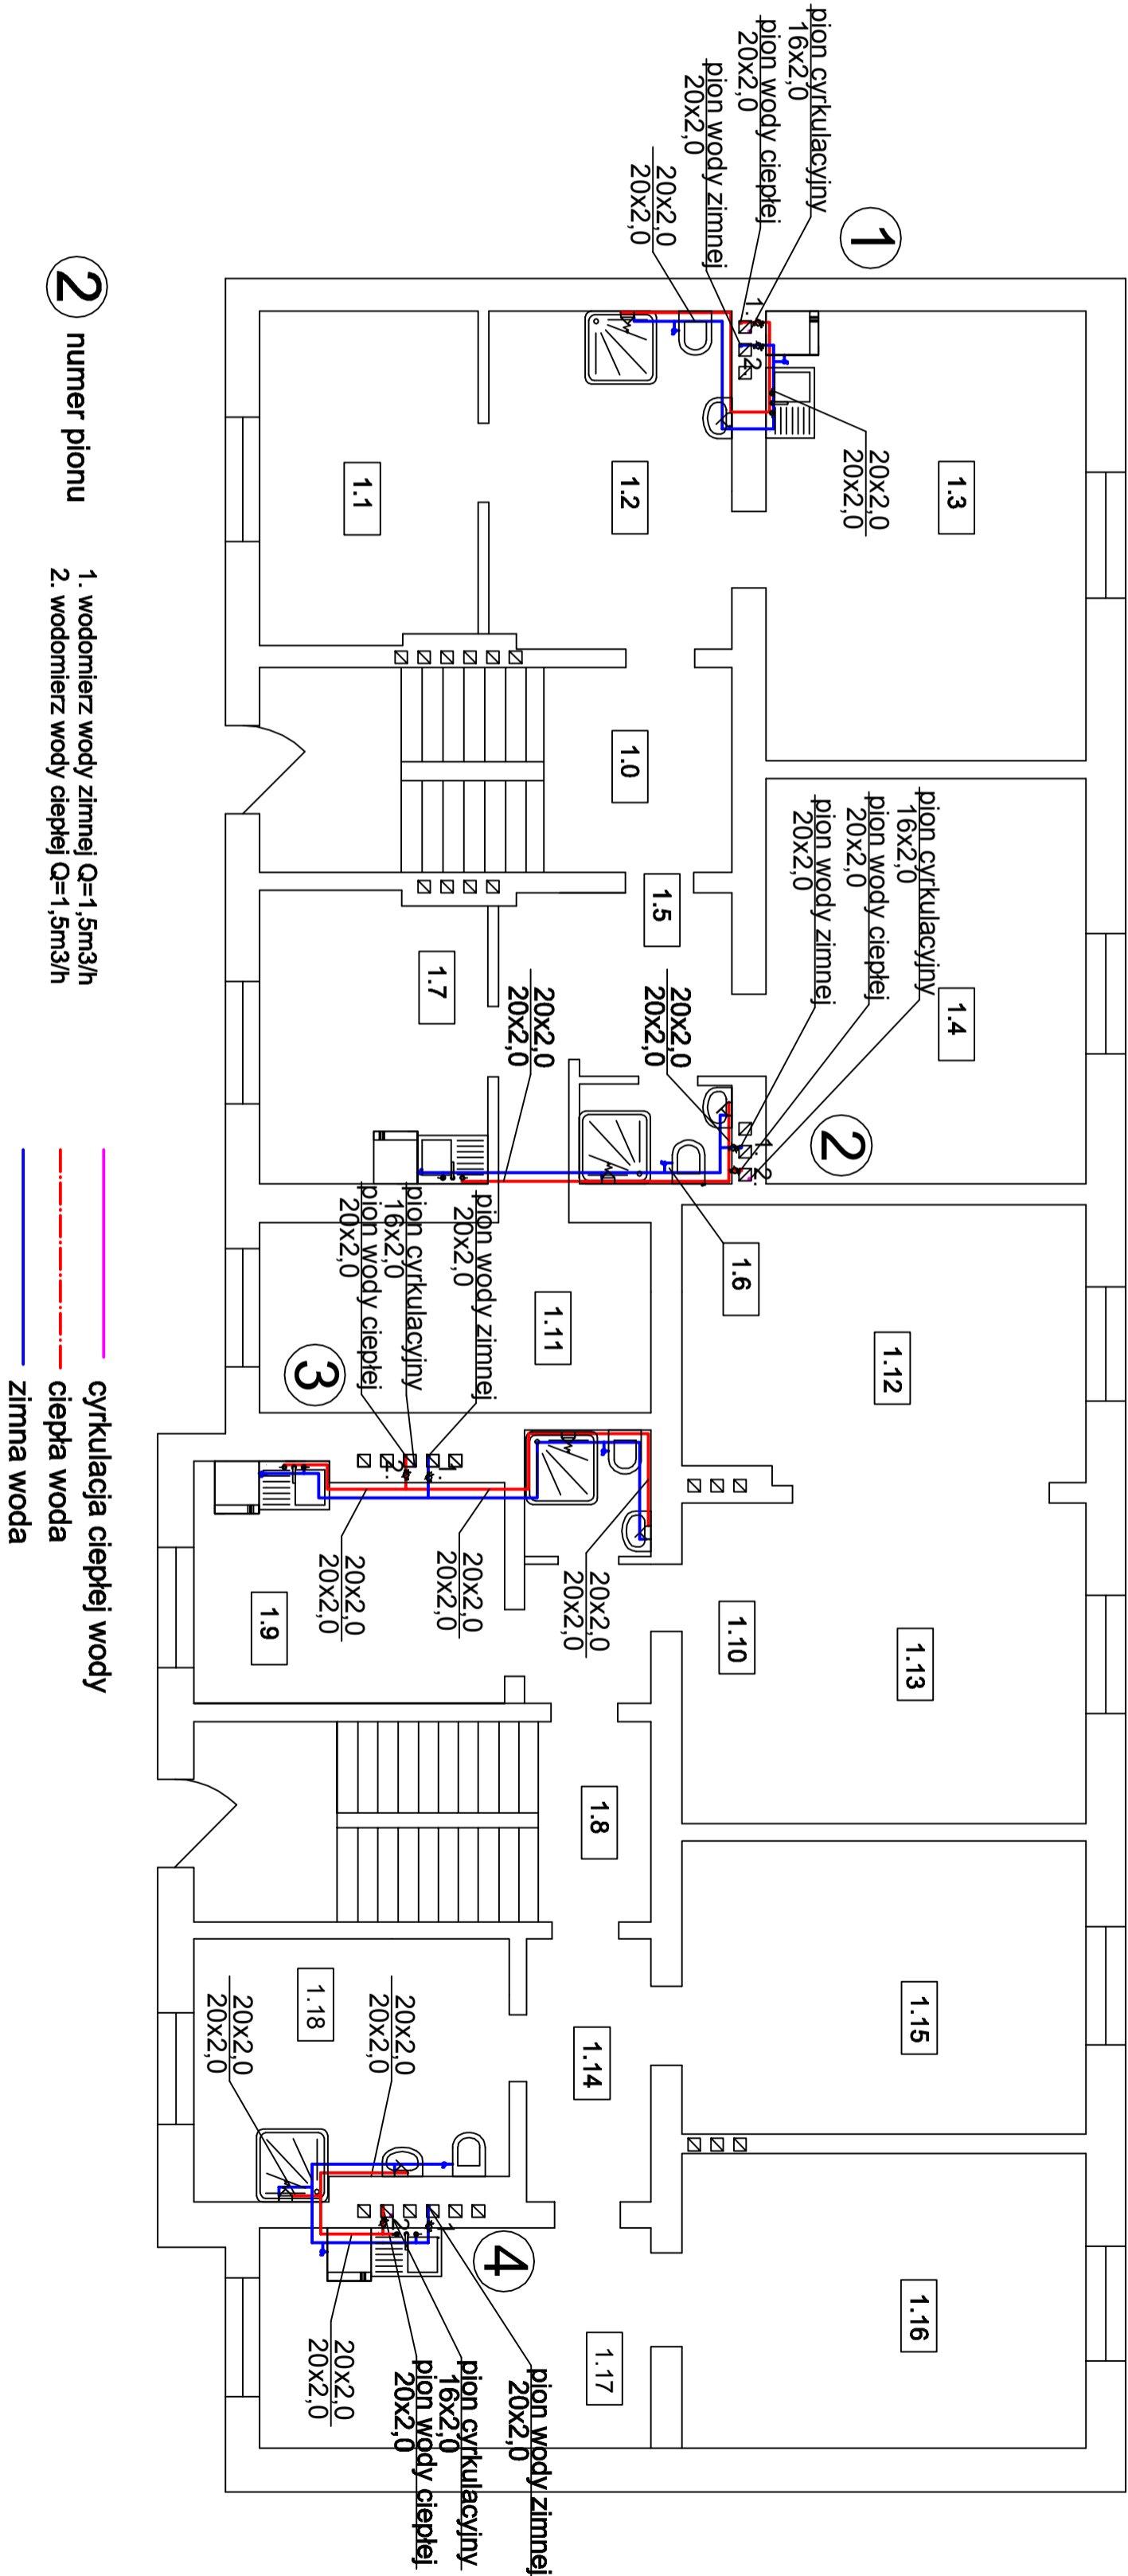 pion cyrkulacyjny
16x2,0
pion wody ciepłej
20x2,0
pion wody zimnej
20x2,0
20x2,0
20x2,0
1
1.
2.
20x2,0
20x2,0
1.3
1.2
1.1
1.0
pion cyrkulacyjny
16x2,0
pion wody ciepłej
20x2,0
pion wody zimnej
20x2,0
1.4
1.5
1.7
20x2,0
20x2,0
20x2,0
20x2,0
2
1.
2.
1.6
pion wody zimnej
20x2,0
pion cyrkulacyjny
16x2,0
pion wody ciepłej
20x2,0
1.11
3
1.12
1.
2.
20x2,0
20x2,0
20x2,0
20x2,0
20x2,0
20x2,0
1.9
1.10
1.13
1.8
1.15
1.14
1.18
20x2,0
20x2,0
20x2,0
20x2,0
1
2
4
1.16
1.17
20x2,0
20x2,0
pion wody zimnej
20x2,0
pion cyrkulacyjny
16x2,0
pion wody ciepłej
20x2,0
2 numer pionu
1. wodomierz wody zimnej Q=1,5m3/h
2. wodomierz wody ciepłej Q=1,5m3/h
cyrkulacja ciepłej wody
ciepła woda
zimna woda